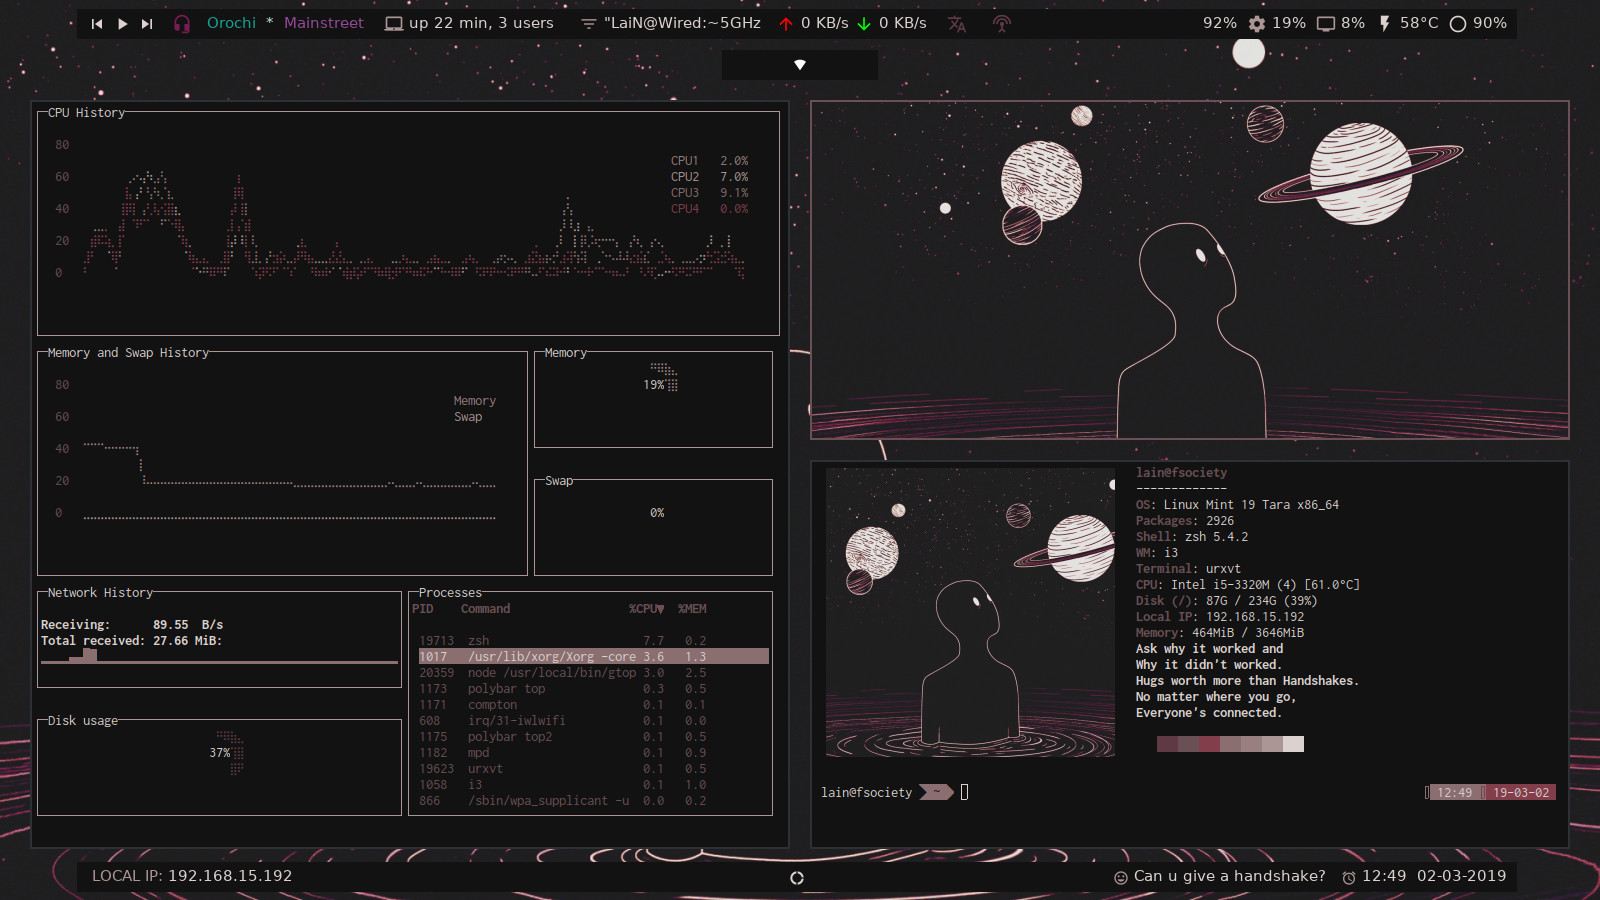 Orochi * Mainstreet up 22 min, 3 users "LaiN@Wired:~5GHz 0 KB/s 0 KB/s 92% 19% 8% 58°C 90%
CPU History
80
60
40
20
0
CPU1 2.0%
CPU2 7.0%
CPU3 9.1%
CPU4 0.0%
Memory and Swap History
80
60
40
20
0
Memory
Swap
Memory
19%
Swap
0%
Network History
Receiving: 89.55 B/s
Total received: 27.66 MiB:
Disk usage
37%
Processes
PID Command %CPU▼ %MEM
19713 zsh 7.7 0.2
1017 /usr/lib/xorg/Xorg -core 3.6 1.3
20359 node /usr/local/bin/gtop 3.0 2.5
1173 polybar top 0.3 0.5
1171 compton 0.1 0.1
608 irq/31-iwlwifi 0.1 0.0
1175 polybar top2 0.1 0.5
1182 mpd 0.1 0.9
19623 urxvt 0.1 0.5
1058 i3 0.1 1.0
866 /sbin/wpa_supplicant -u 0.0 0.2
lain@fsociety
-------------
OS: Linux Mint 19 Tara x86_64
Packages: 2926
Shell: zsh 5.4.2
WM: i3
Terminal: urxvt
CPU: Intel i5-3320M (4) [61.0°C]
Disk (/): 87G / 234G (39%)
Local IP: 192.168.15.192
Memory: 464MiB / 3646MiB
Ask why it worked and
Why it didn't worked.
Hugs worth more than Handshakes.
No matter where you go,
Everyone's connected.
lain@fsociety ~ 12:49 19-03-02
LOCAL IP: 192.168.15.192 Can u give a handshake? 12:49 02-03-2019